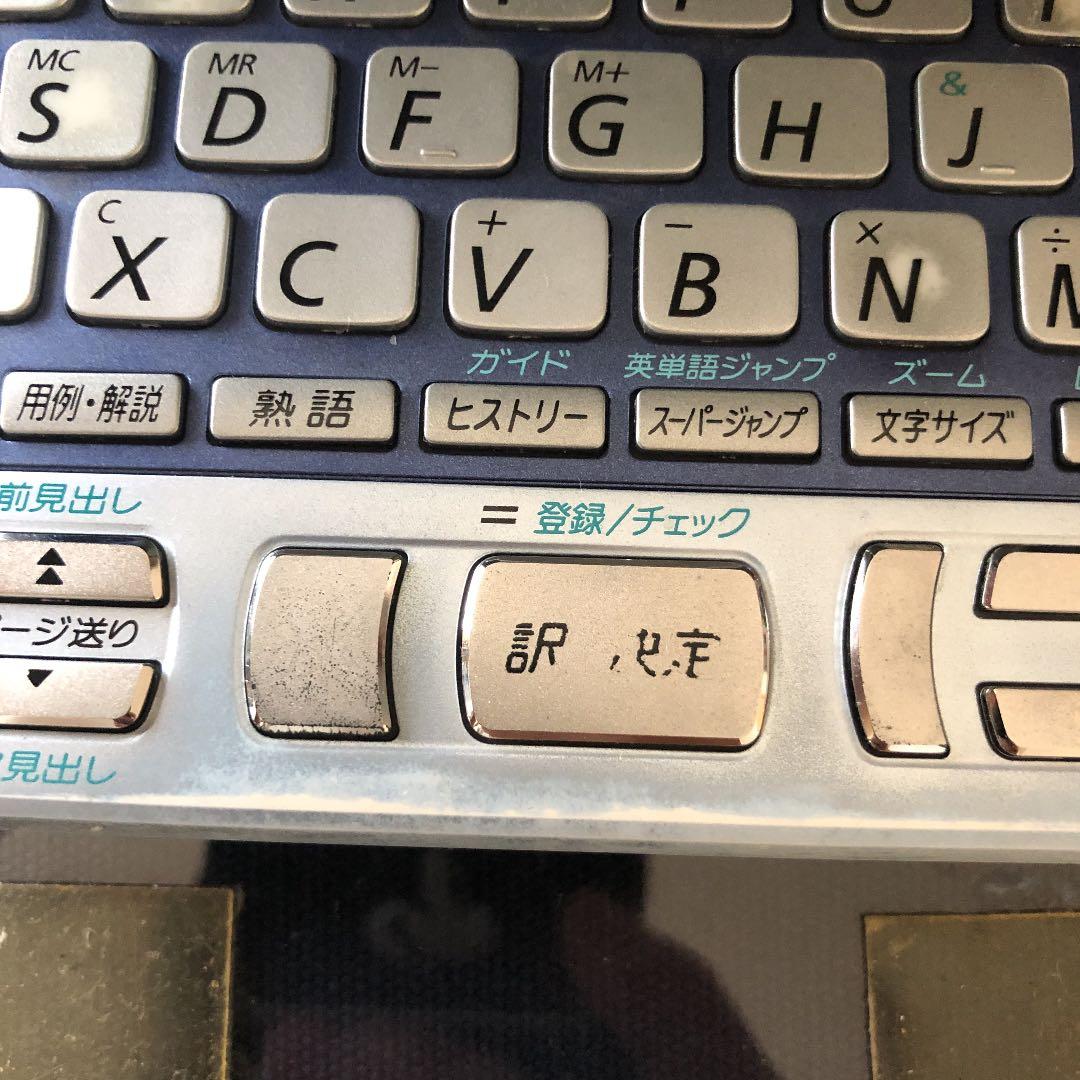 MC MR M- M+ &
S D F G H J
C + - × ÷
X C V B N
ガイド 英単語ジャンプ ズーム
用例・解説 熟語 ヒストリー スーパージャンプ 文字サイズ
前見出し = 登録/チェック
ージ送り 訳 定
見出し